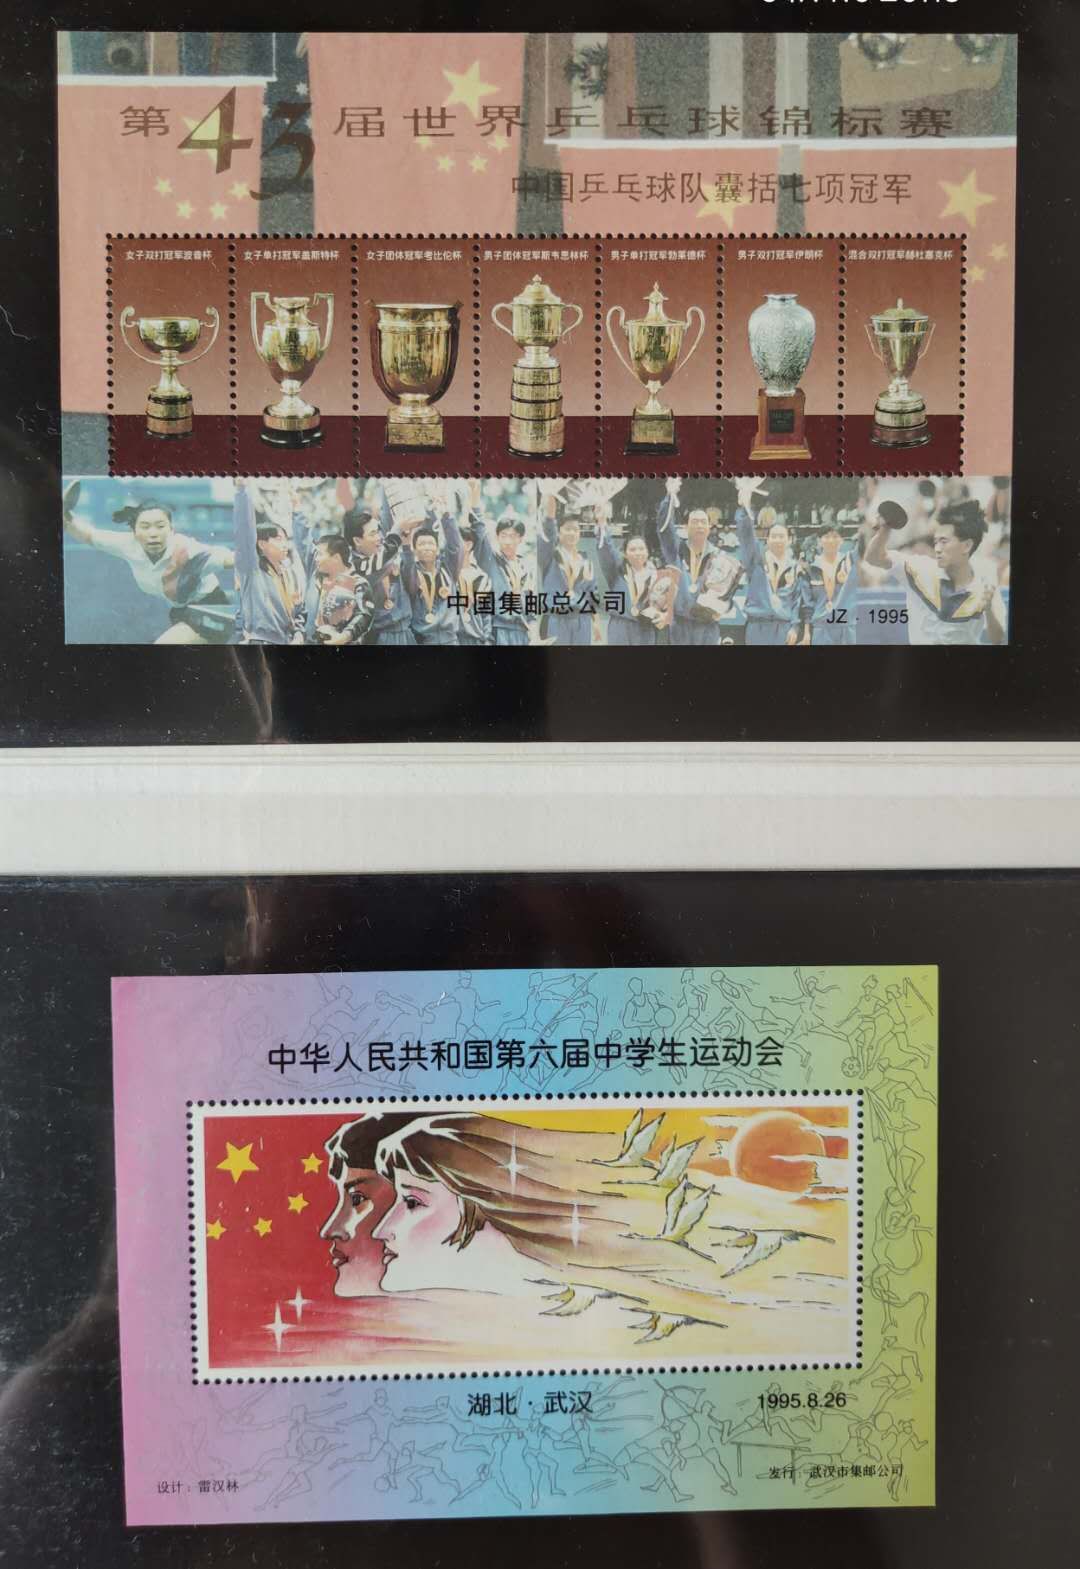 第43届世界乒乓球锦标赛
中国乒乓球队囊括七项冠军
女子双打冠军波普杯
女子单打冠军盖斯特杯
女子团体冠军考比伦杯
男子团体冠军斯韦思林杯
男子单打冠军勃莱德杯
男子双打冠军伊朗杯
混合双打冠军赫杜塞克杯
中国集邮总公司
JZ·1995
中华人民共和国第六届中学生运动会
湖北·武汉
1995.8.26
设计：雷汉林
发行：武汉市集邮公司